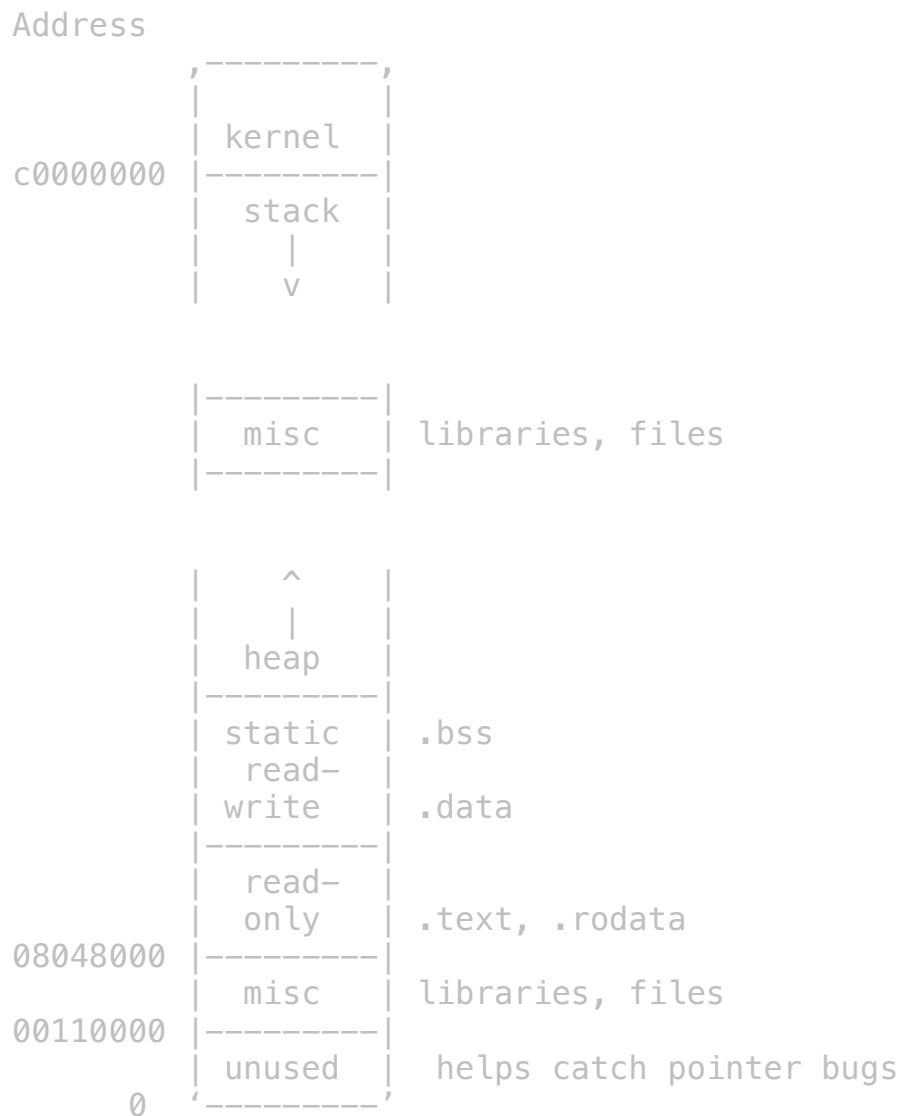 Address
,---------,
|         |
| kernel  |
c0000000 |---------|
|  stack  |
|    |    |
|    v    |
|---------|
|  misc   | libraries, files
|---------|
|    ^    |
|    |    |
|  heap   |
|---------|
| static  | .bss
|  read-  |
| write   | .data
|---------|
|  read-  |
|  only   | .text, .rodata
08048000 |---------|
|  misc   | libraries, files
00110000 |---------|
| unused  |  helps catch pointer bugs
0  ‘---------’